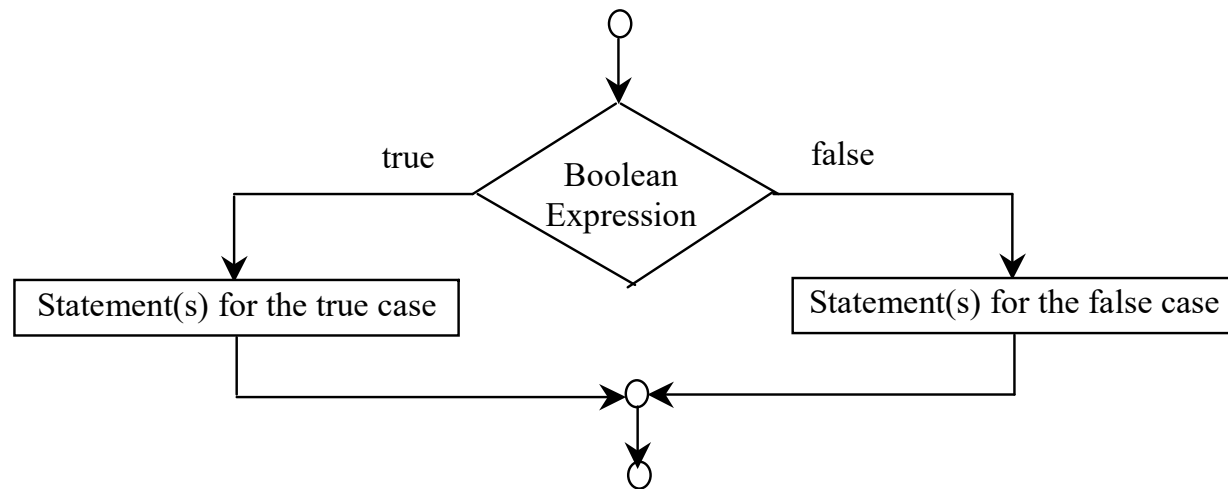 true
false
Boolean
Expression
Statement(s) for the true case
Statement(s) for the false case